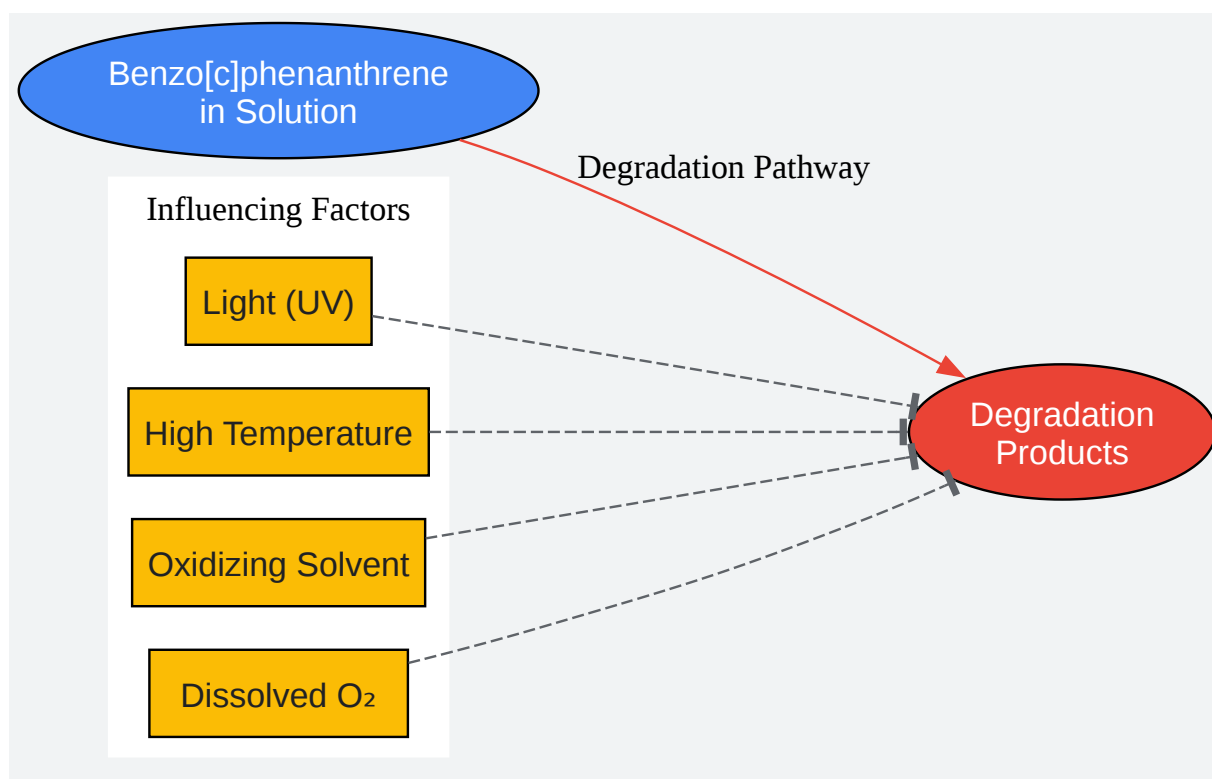 Benzo[c]phenanthrene
in Solution
Degradation Pathway
Influencing Factors
Light (UV)
High Temperature
Oxidizing Solvent
Dissolved O₂
Degradation
Products